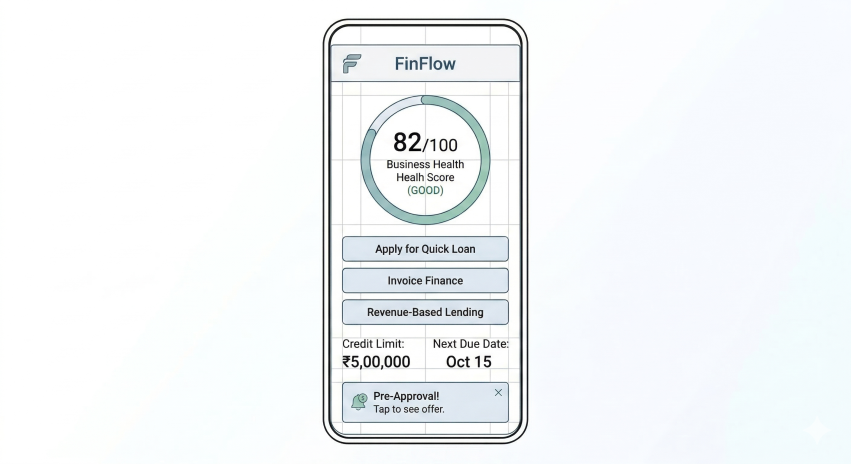 FinFlow
82/100
Business Health
Healh Score
(GOOD)
Apply for Quick Loan
Invoice Finance
Revenue-Based Lending
Credit Limit:
₹5,00,000
Next Due Date:
Oct 15
Pre-Approval!
Tap to see offer.